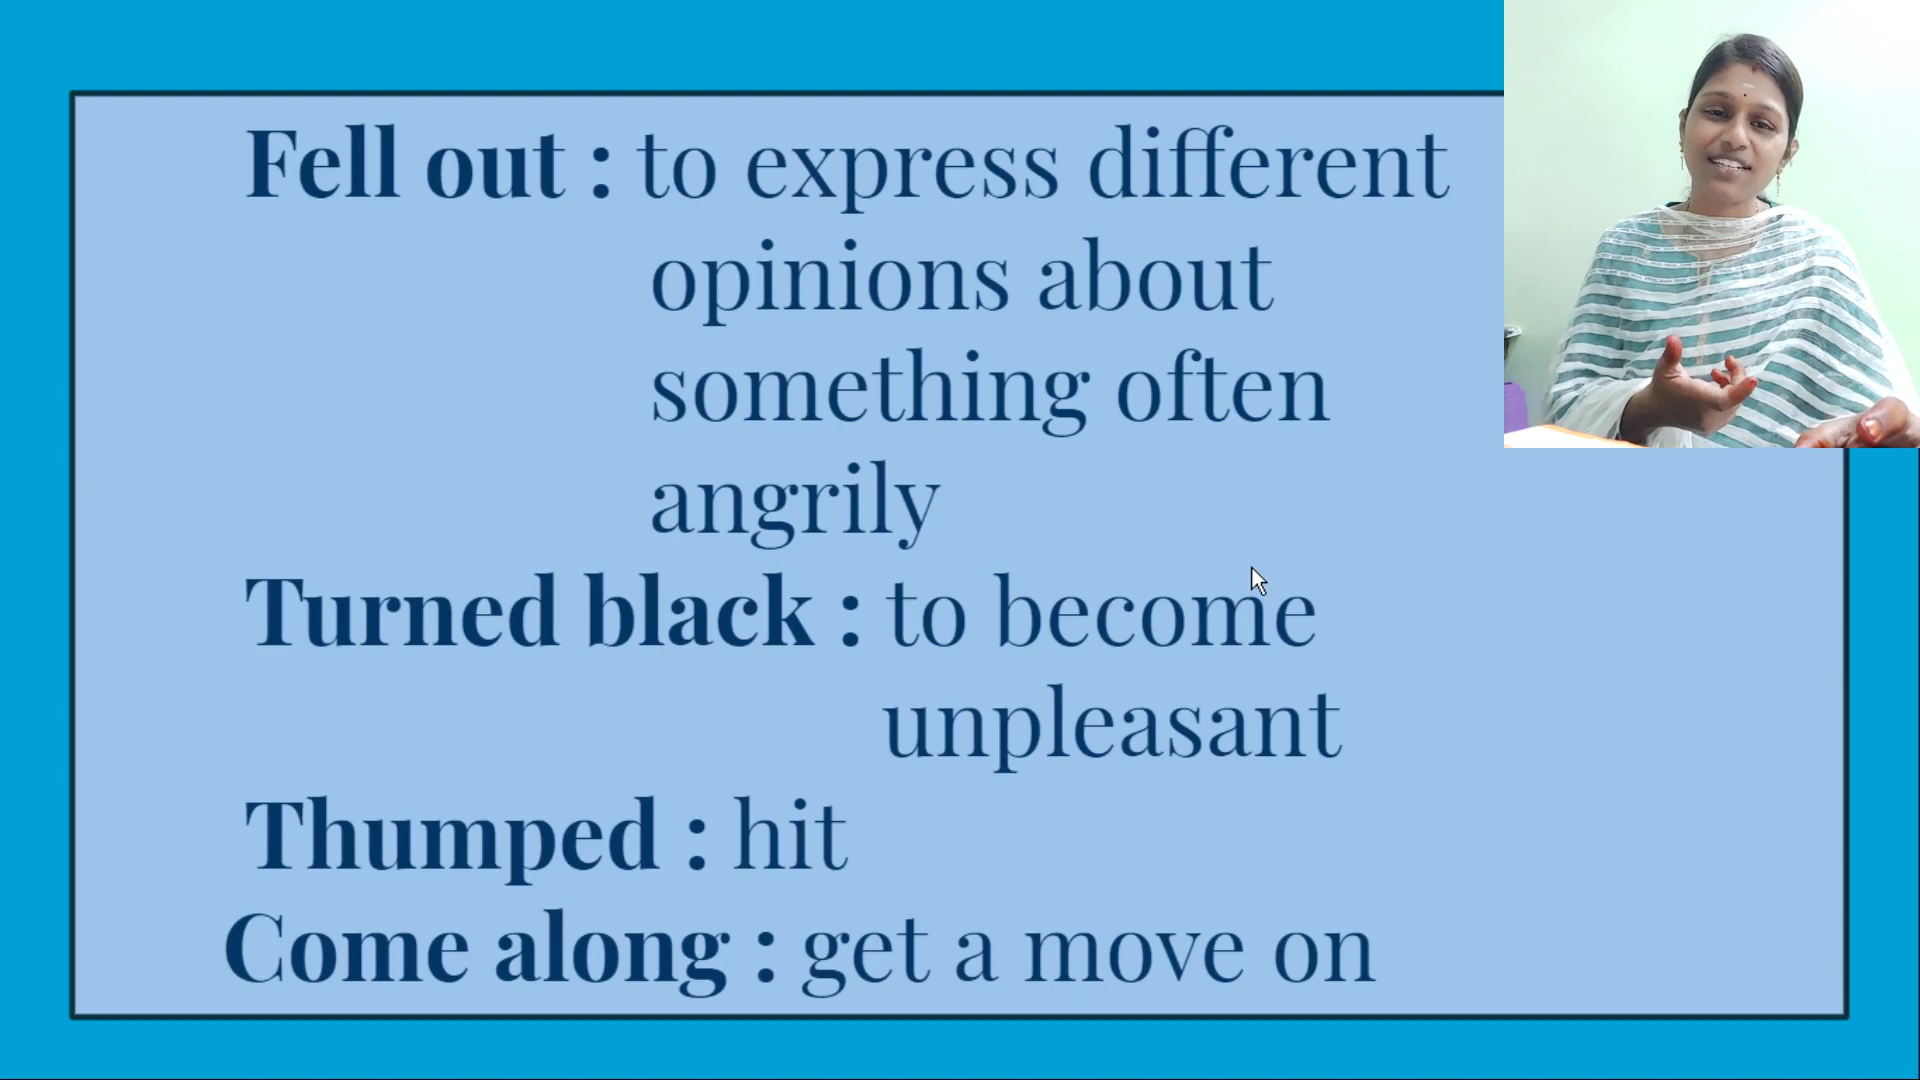 Fell out : to express different
opinions about
something often
angrily
Turned black : to become
unpleasant
Thumped : hit
Come along : get a move on